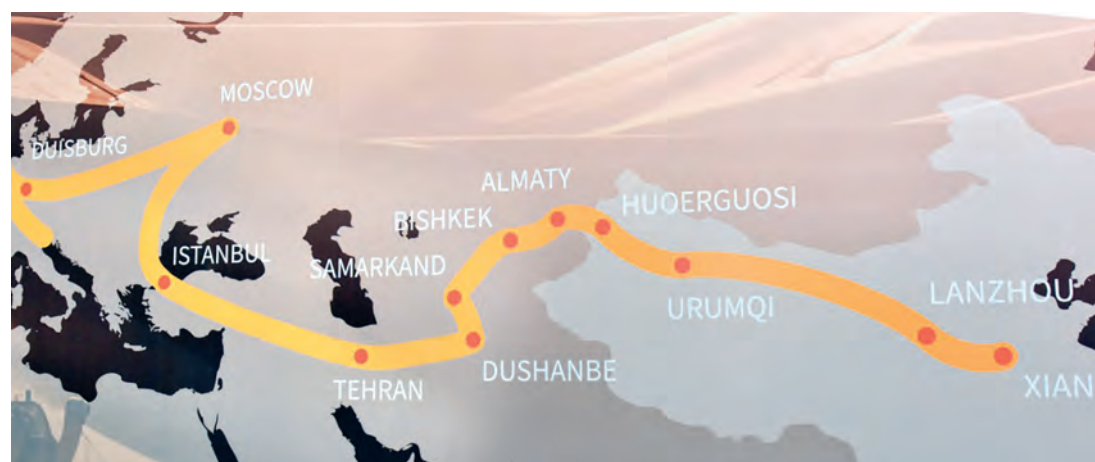 MOSCOW
DUISBURG
ALMATY
HUOERGUOSI
BISHKEK
ISTANBUL
SAMARKAND
LANZHOU
URUMQI
DUSHANBE
TEHRAN
XIAN